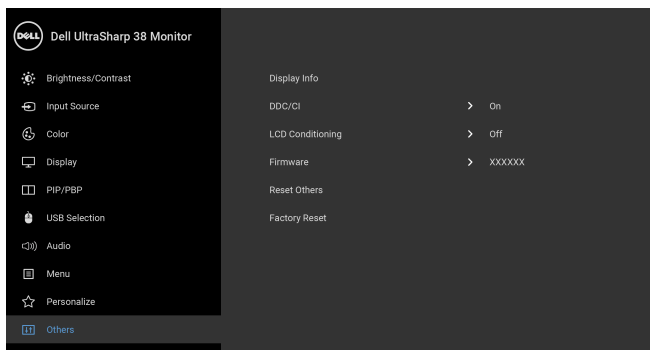 DELL Dell UltraSharp 38 Monitor
Brightness/Contrast
Input Source
Color
Display
PIP/PBP
USB Selection
Audio
Menu
Personalize
Others
Display Info
DDC/CI > On
LCD Conditioning > Off
Firmware > XXXXXX
Reset Others
Factory Reset